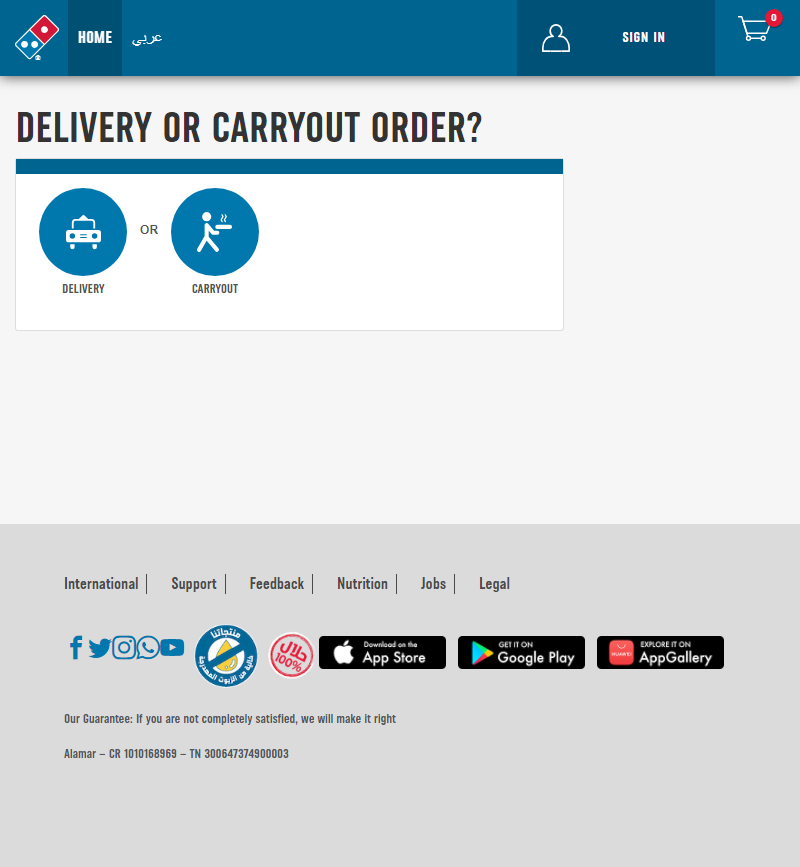 HOME
عربي
SIGN IN
0
DELIVERY OR CARRYOUT ORDER?
OR
DELIVERY
CARRYOUT
International
Support
Feedback
Nutrition
Jobs
Legal
منتجاتنا
خالية من الزيوت المهدرجة
حلال
100%
Download on the
App Store
GET IT ON
Google Play
HUAWEI
EXPLORE IT ON
AppGallery
Our Guarantee: If you are not completely satisfied, we will make it right
Alamar – CR 1010168969 – TN 300647374900003